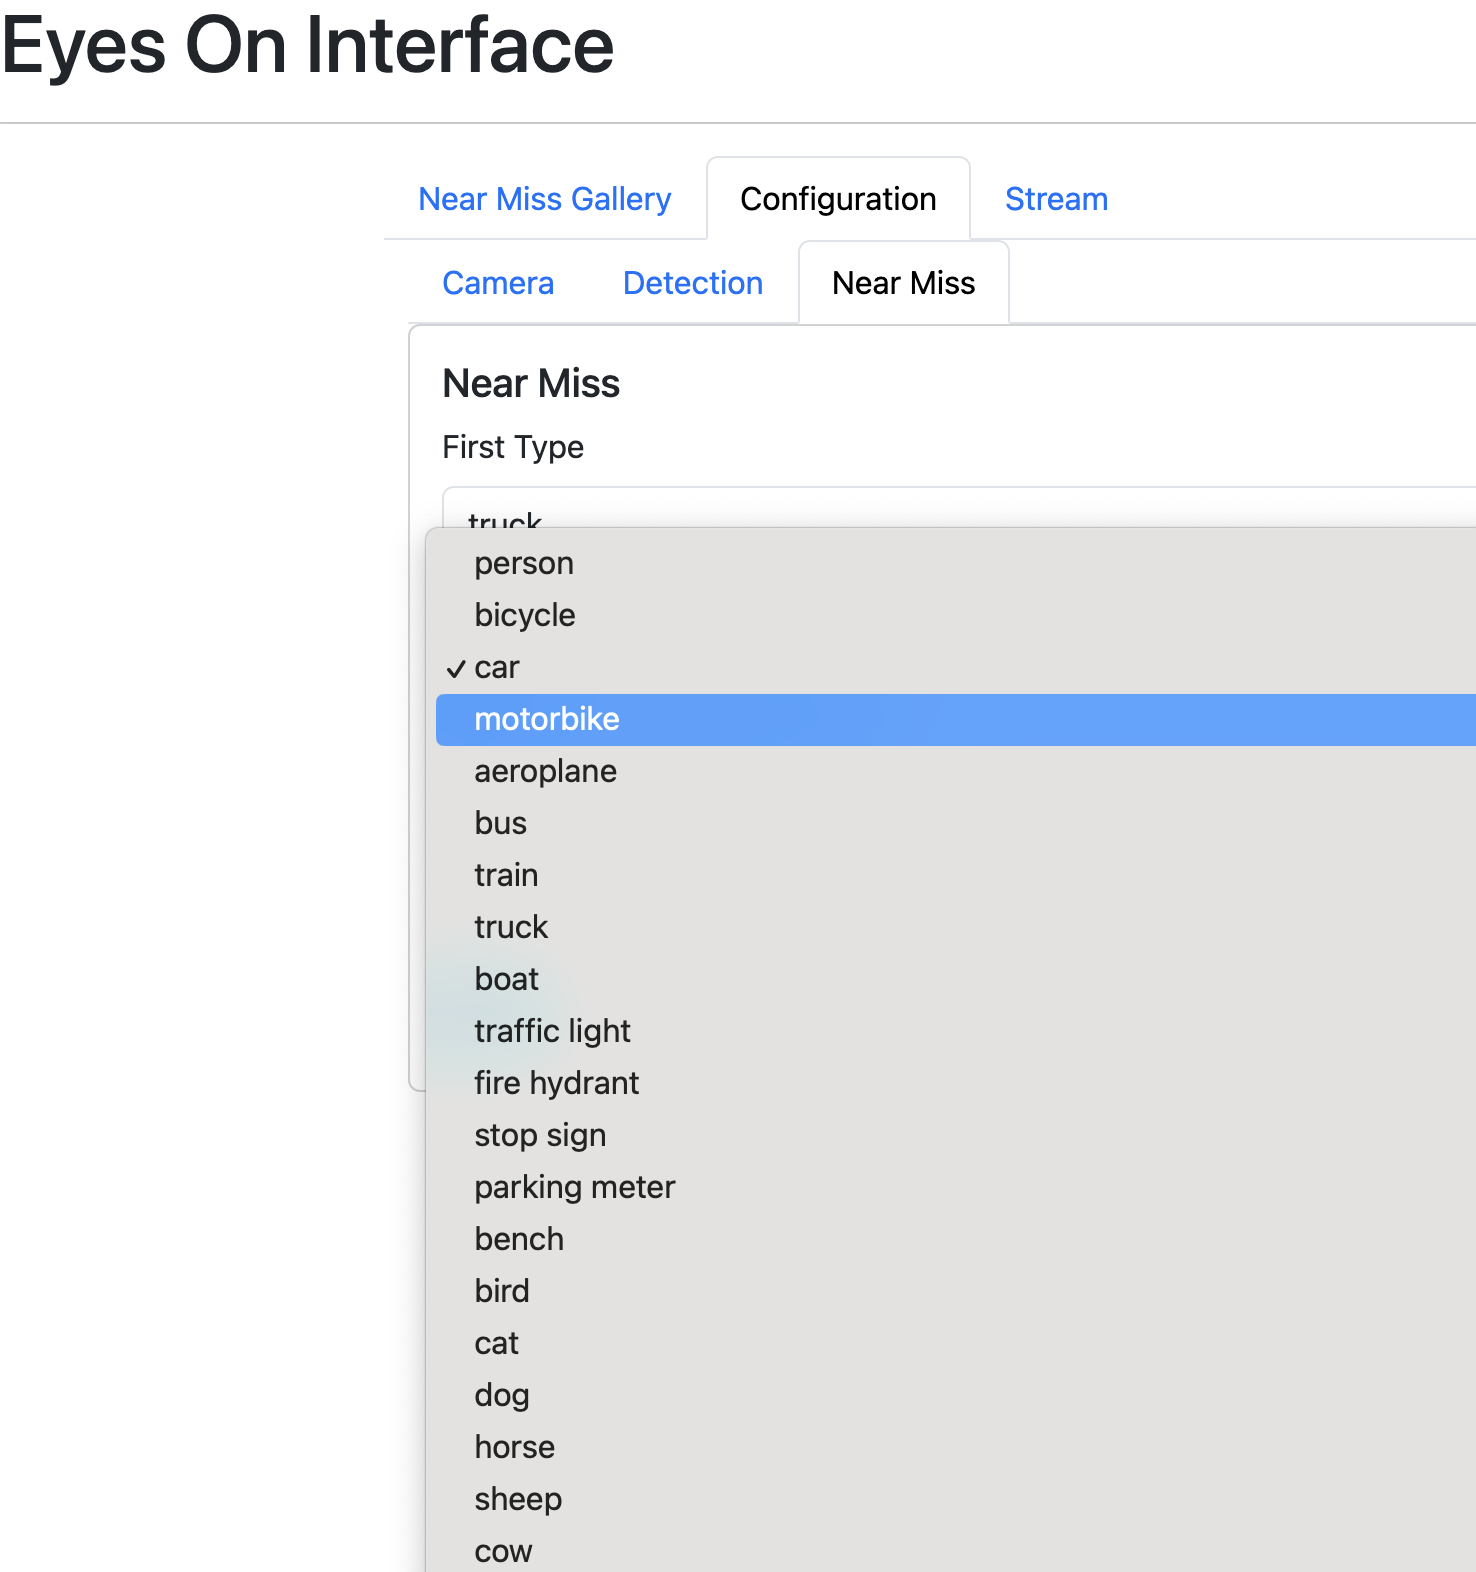 Eyes On Interface
Near Miss Gallery Configuration Stream
Camera Detection Near Miss
Near Miss
First Type
truck
person
bicycle
✓ car
motorbike
aeroplane
bus
train
truck
boat
traffic light
fire hydrant
stop sign
parking meter
bench
bird
cat
dog
horse
sheep
cow